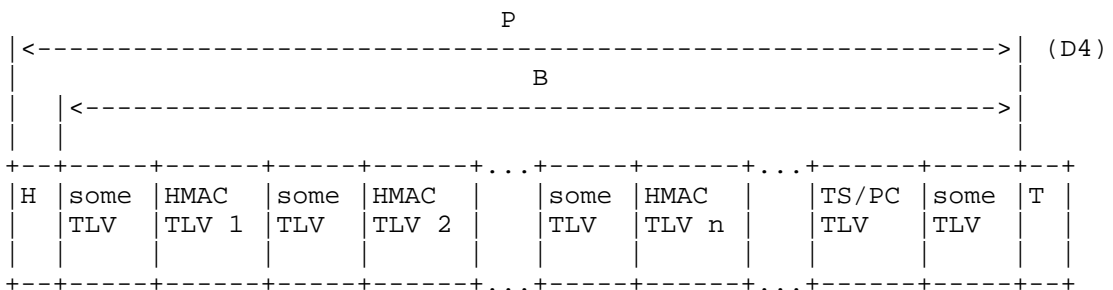 P
|<------------------------------------------------------------>| (D4)
|                              B                               |
|  |<--------------------------------------------------------->|
|  |                                                           |
+--+-----+------+-----+------+...+-----+------+...+------+-----+--+
|H |some |HMAC  |some |HMAC  |   |some |HMAC  |   |TS/PC |some |T |
|  |TLV  |TLV 1 |TLV  |TLV 2 |   |TLV  |TLV n |   |TLV   |TLV  |  |
|  |     |      |     |      |   |     |      |   |      |     |  |
+--+-----+------+-----+------+...+-----+------+...+------+-----+--+